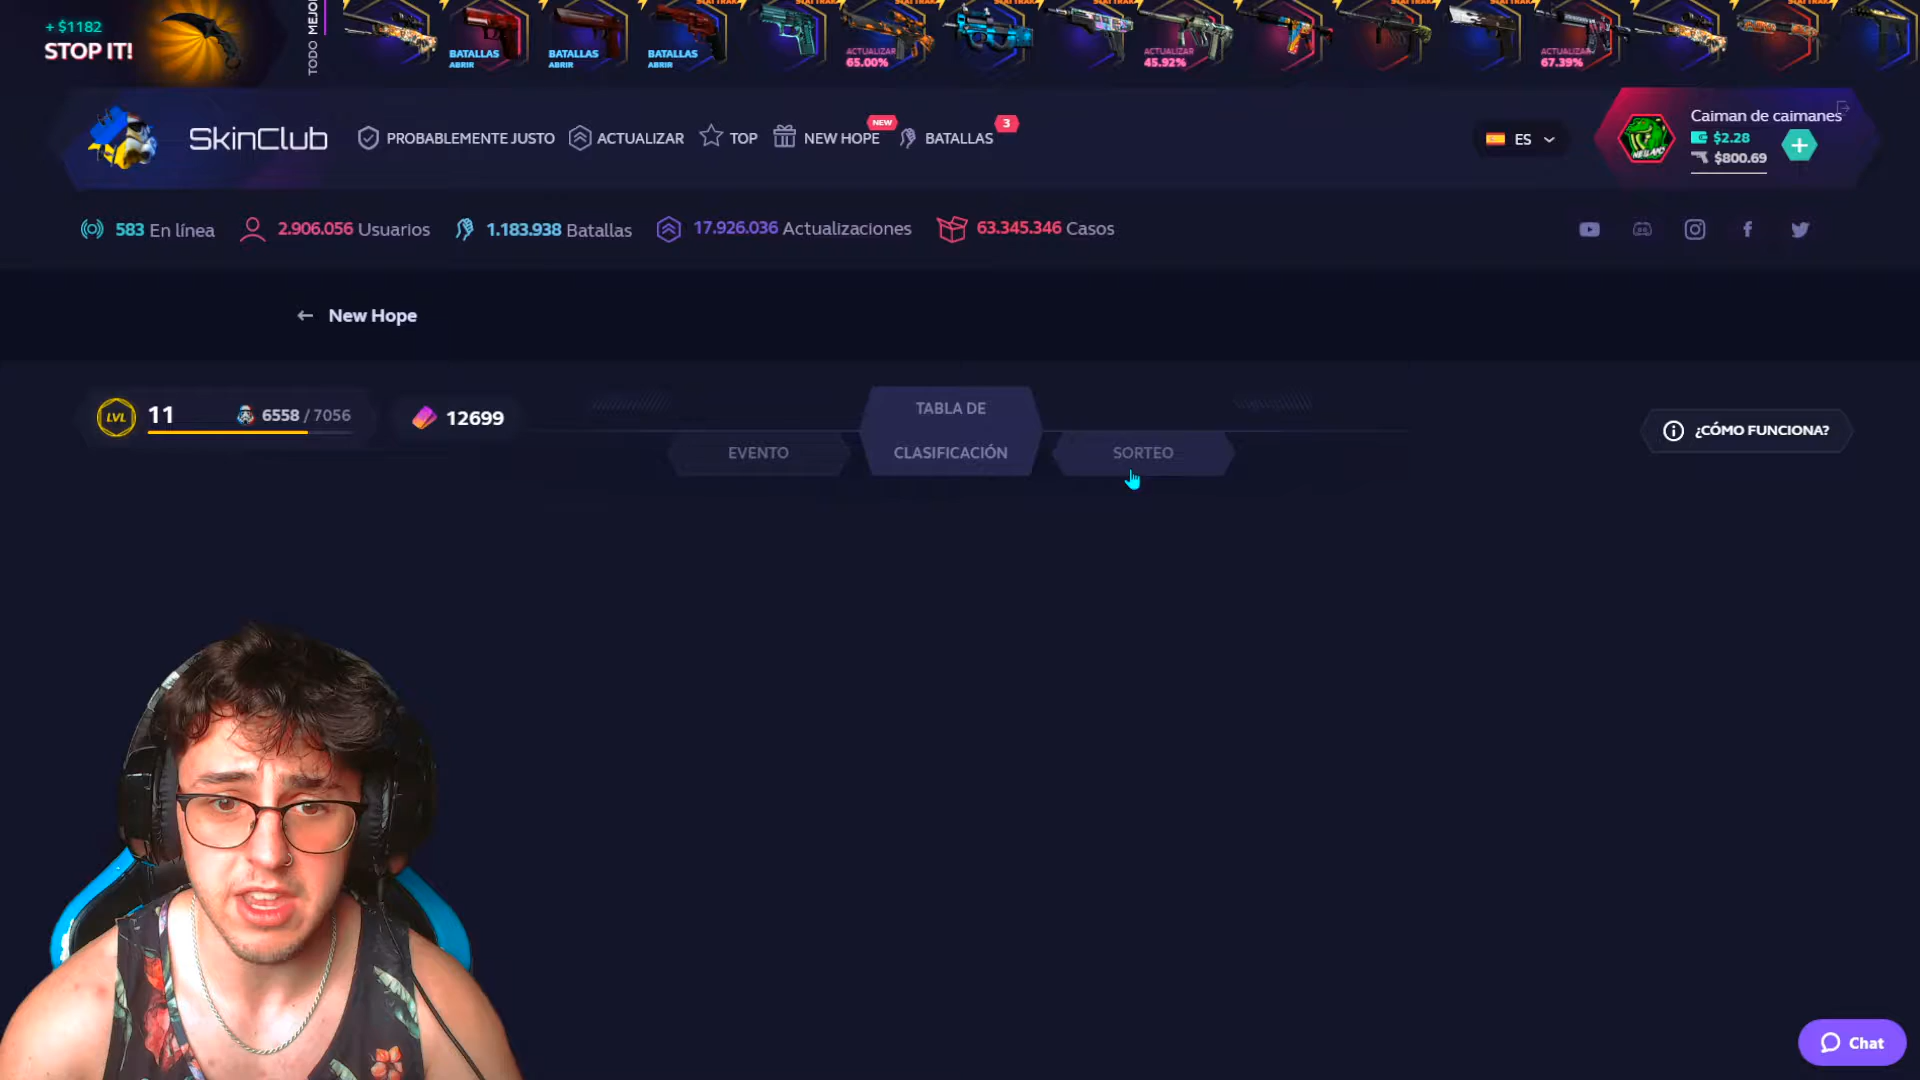 + $1182
STOP IT!
TODO MEJO
BATALLAS
ABRIR
BATALLAS
ABRIR
BATALLAS
ABRIR
ACTUALIZAR
65.00%
ACTUALIZAR
45.92%
ACTUALIZAR
67.39%
SkinClub
PROBABLEMENTE JUSTO
ACTUALIZAR
TOP
NEW HOPE
NEW
BATALLAS
3
ES
Caiman de caimanes
$2.28
$800.69
583 En línea
2.906.056 Usuarios
1.183.938 Batallas
17.926.036 Actualizaciones
63.345.346 Casos
← New Hope
LVL 11
6558 / 7056
12699
EVENTO
TABLA DE
CLASIFICACIÓN
SORTEO
¿CÓMO FUNCIONA?
Chat